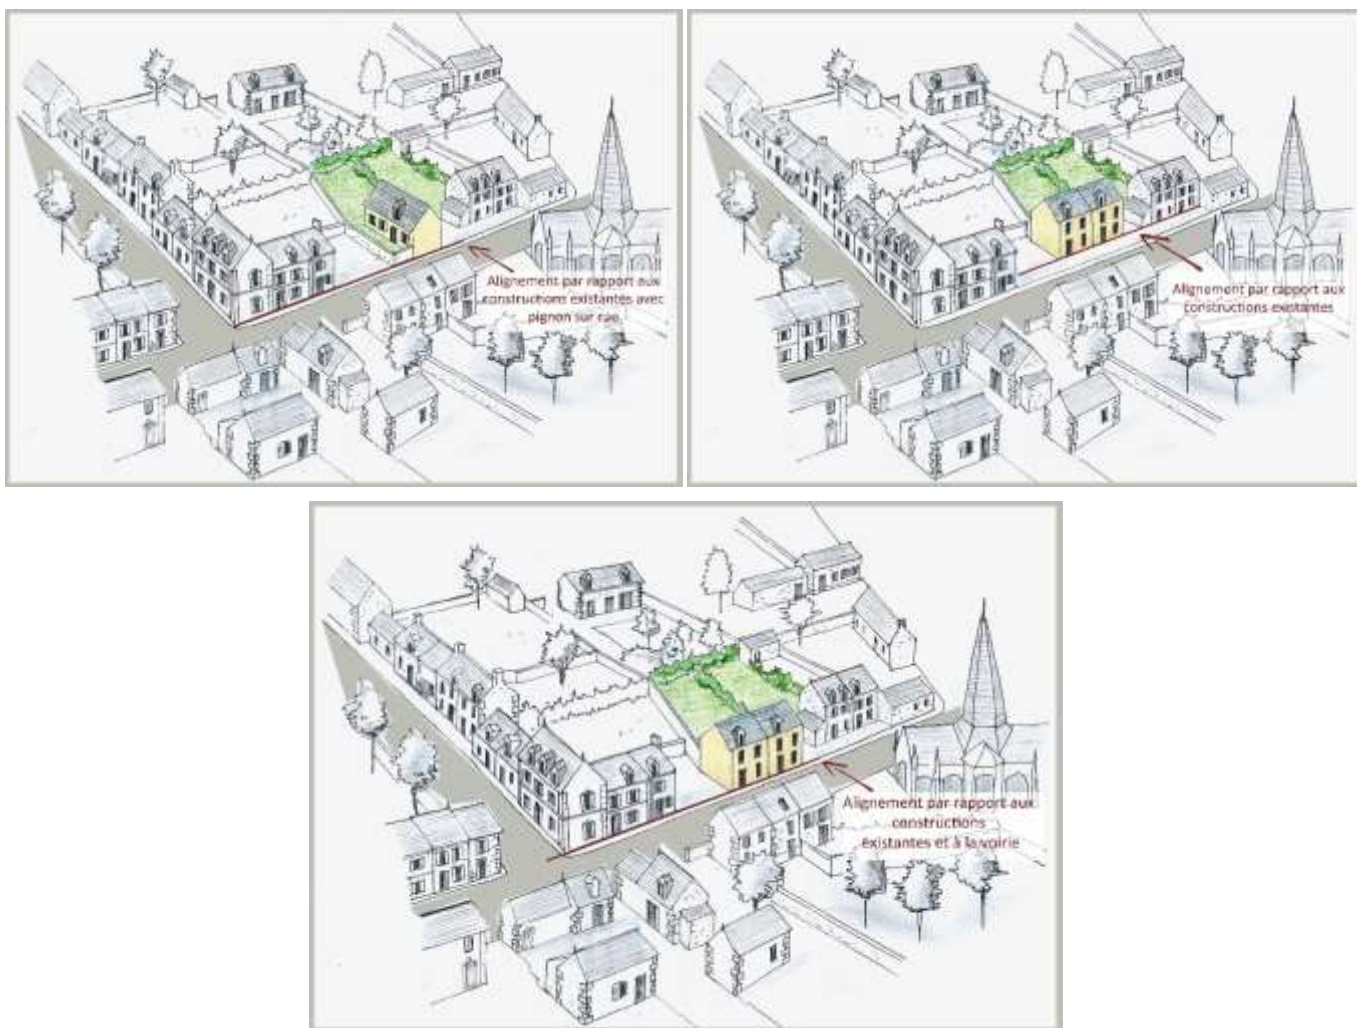 Alignement par rapport aux
constructions existantés avec
pignon sur rue
Alignement par rapport aux
constructions existantes
Alignement par rapport aux
constructions
existantes et à la voirie